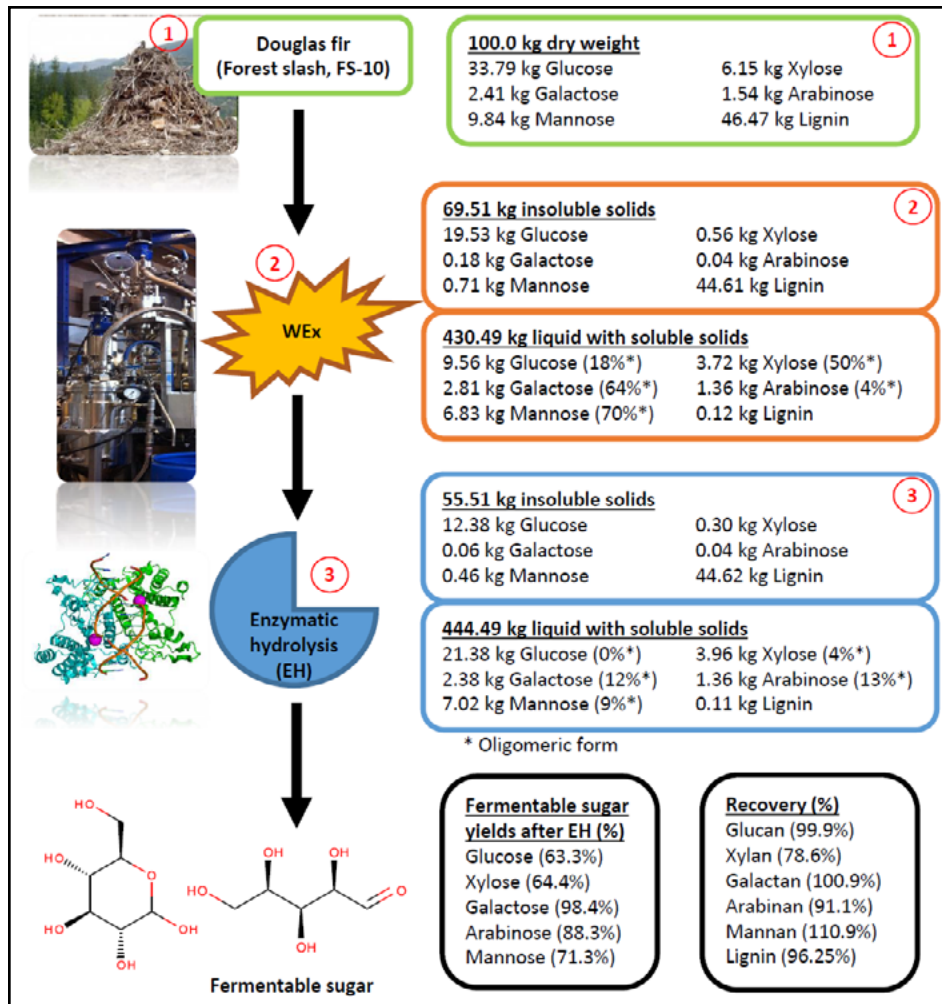 1
Douglas fir
(Forest slash, FS-10)
1
100.0 kg dry weight
33.79 kg Glucose 6.15 kg Xylose
2.41 kg Galactose 1.54 kg Arabinose
9.84 kg Mannose 46.47 kg Lignin
2
WEx
2
69.51 kg insoluble solids
19.53 kg Glucose 0.56 kg Xylose
0.18 kg Galactose 0.04 kg Arabinose
0.71 kg Mannose 44.61 kg Lignin
430.49 kg liquid with soluble solids
9.56 kg Glucose (18%*) 3.72 kg Xylose (50%*)
2.81 kg Galactose (64%*) 1.36 kg Arabinose (4%*)
6.83 kg Mannose (70%*) 0.12 kg Lignin
3
Enzymatic
hydrolysis
(EH)
3
55.51 kg insoluble solids
12.38 kg Glucose 0.30 kg Xylose
0.06 kg Galactose 0.04 kg Arabinose
0.46 kg Mannose 44.62 kg Lignin
444.49 kg liquid with soluble solids
21.38 kg Glucose (0%*) 3.96 kg Xylose (4%*)
2.38 kg Galactose (12%*) 1.36 kg Arabinose (13%*)
7.02 kg Mannose (9%*) 0.11 kg Lignin
* Oligomeric form
HO
HO
O
HO
OH
OH
OH
OH
HO
O
OH
Fermentable sugar
Fermentable sugar
yields after EH (%)
Glucose (63.3%)
Xylose (64.4%)
Galactose (98.4%)
Arabinose (88.3%)
Mannose (71.3%)
Recovery (%)
Glucan (99.9%)
Xylan (78.6%)
Galactan (100.9%)
Arabinan (91.1%)
Mannan (110.9%)
Lignin (96.25%)